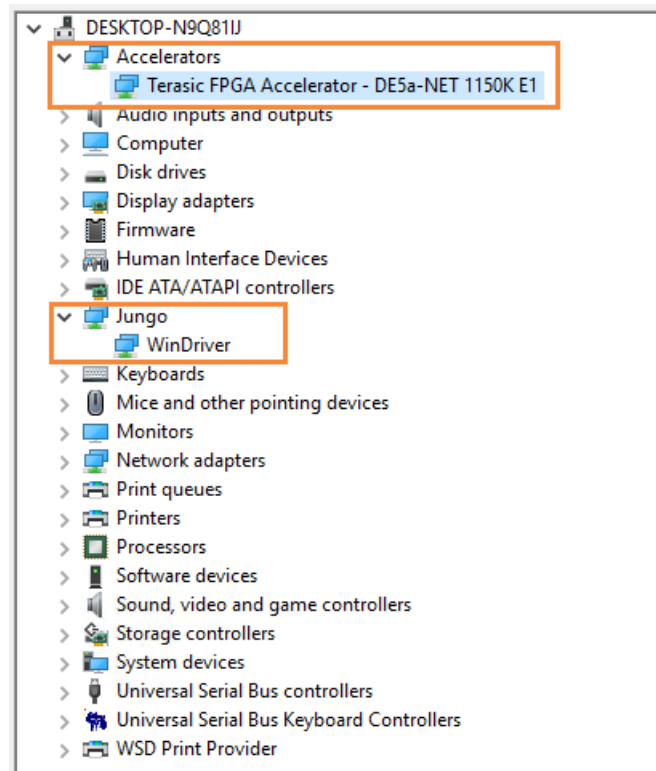 DESKTOP-N9Q81IJ
Accelerators
Terasic FPGA Accelerator - DE5a-NET 1150K E1
Audio inputs and outputs
Computer
Disk drives
Display adapters
Firmware
Human Interface Devices
IDE ATA/ATAPI controllers
Jungo
WinDriver
Keyboards
Mice and other pointing devices
Monitors
Network adapters
Print queues
Printers
Processors
Software devices
Sound, video and game controllers
Storage controllers
System devices
Universal Serial Bus controllers
Universal Serial Bus Keyboard Controllers
WSD Print Provider